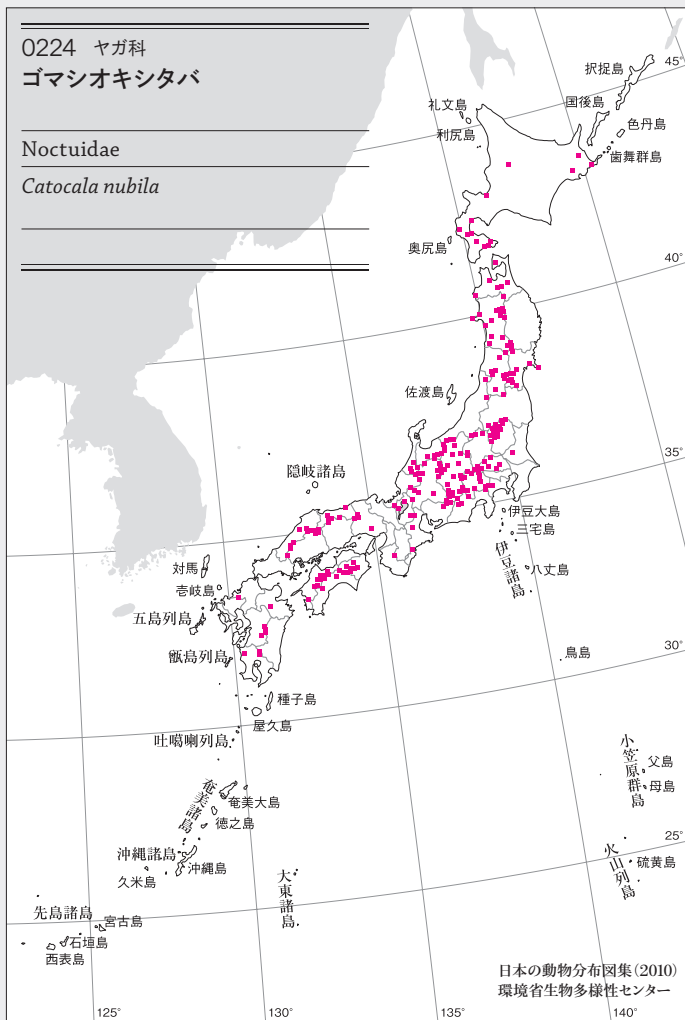 0224 ヤガ科
ゴマシオキシタバ
Noctuidae
Catocala nubila
択捉島
45°
礼文島
国後島
色丹島
利尻島
歯舞群島
奥尻島
40°
佐渡島
35°
隠岐諸島
伊豆大島
三宅島
対馬
伊豆諸島
八丈島
壱岐島
五島列島
甑島列島
鳥島
30°
種子島
屋久島
吐噶喇列島
小笠原群島
父島
母島
奄美諸島
奄美大島
徳之島
25°
沖縄諸島
沖縄島
火山列島
硫黄島
久米島
大東諸島
先島諸島
宮古島
石垣島
西表島
日本の動物分布図集(2010)
環境省生物多様性センター
125°
130°
135°
140°